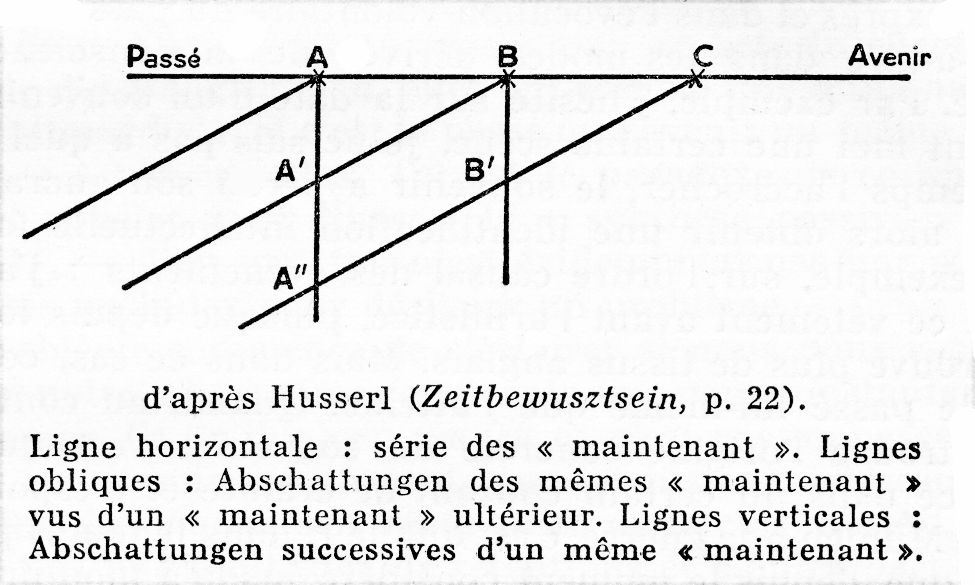 Passé A B C Avenir
A′ B′
A″
d'après Husserl (Zeitbewusztsein, p. 22).
Ligne horizontale : série des « maintenant ». Lignes
obliques : Abschattungen des mêmes « maintenant »
vus d'un « maintenant » ultérieur. Lignes verticales :
Abschattungen successives d'un même « maintenant ».